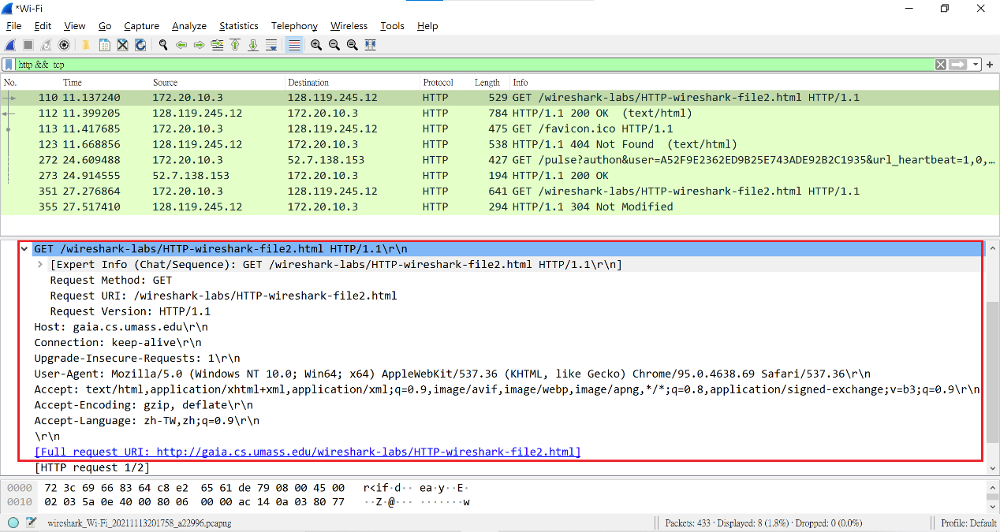 *Wi-Fi
File Edit View Go Capture Analyze Statistics Telephony Wireless Tools Help
http && tcp
No. Time Source Destination Protocol Length Info
110 11.137240 172.20.10.3 128.119.245.12 HTTP 529 GET /wireshark-labs/HTTP-wireshark-file2.html HTTP/1.1
112 11.399205 128.119.245.12 172.20.10.3 HTTP 784 HTTP/1.1 200 OK (text/html)
113 11.417685 172.20.10.3 128.119.245.12 HTTP 475 GET /favicon.ico HTTP/1.1
123 11.668856 128.119.245.12 172.20.10.3 HTTP 538 HTTP/1.1 404 Not Found (text/html)
272 24.609488 172.20.10.3 52.7.138.153 HTTP 427 GET /pulse?authon&user=A52F9E2362ED9B25E743ADE92B2C1935&url_heartbeat=1,0,…
273 24.914555 52.7.138.153 172.20.10.3 HTTP 194 HTTP/1.1 200 OK
351 27.276864 172.20.10.3 128.119.245.12 HTTP 641 GET /wireshark-labs/HTTP-wireshark-file2.html HTTP/1.1
355 27.517410 128.119.245.12 172.20.10.3 HTTP 294 HTTP/1.1 304 Not Modified
GET /wireshark-labs/HTTP-wireshark-file2.html HTTP/1.1\r\n
[Expert Info (Chat/Sequence): GET /wireshark-labs/HTTP-wireshark-file2.html HTTP/1.1\r\n]
Request Method: GET
Request URI: /wireshark-labs/HTTP-wireshark-file2.html
Request Version: HTTP/1.1
Host: gaia.cs.umass.edu\r\n
Connection: keep-alive\r\n
Upgrade-Insecure-Requests: 1\r\n
User-Agent: Mozilla/5.0 (Windows NT 10.0; Win64; x64) AppleWebKit/537.36 (KHTML, like Gecko) Chrome/95.0.4638.69 Safari/537.36\r\n
Accept: text/html,application/xhtml+xml,application/xml;q=0.9,image/avif,image/webp,image/apng,*/*;q=0.8,application/signed-exchange;v=b3;q=0.9\r\n
Accept-Encoding: gzip, deflate\r\n
Accept-Language: zh-TW,zh;q=0.9\r\n
\r\n
[Full request URI: http://gaia.cs.umass.edu/wireshark-labs/HTTP-wireshark-file2.html]
[HTTP request 1/2]
0000 72 3c 69 66 83 64 c8 e2 65 61 de 79 08 00 45 00 r<if·d·· ea·y··E·
0010 02 03 5a 0e 40 00 80 06 00 00 ac 14 0a 03 80 77 ··Z·@··· ·······w
wireshark_Wi-Fi_20211113201758_a22996.pcapng Packets: 433 · Displayed: 8 (1.8%) · Dropped: 0 (0.0%) Profile: Default